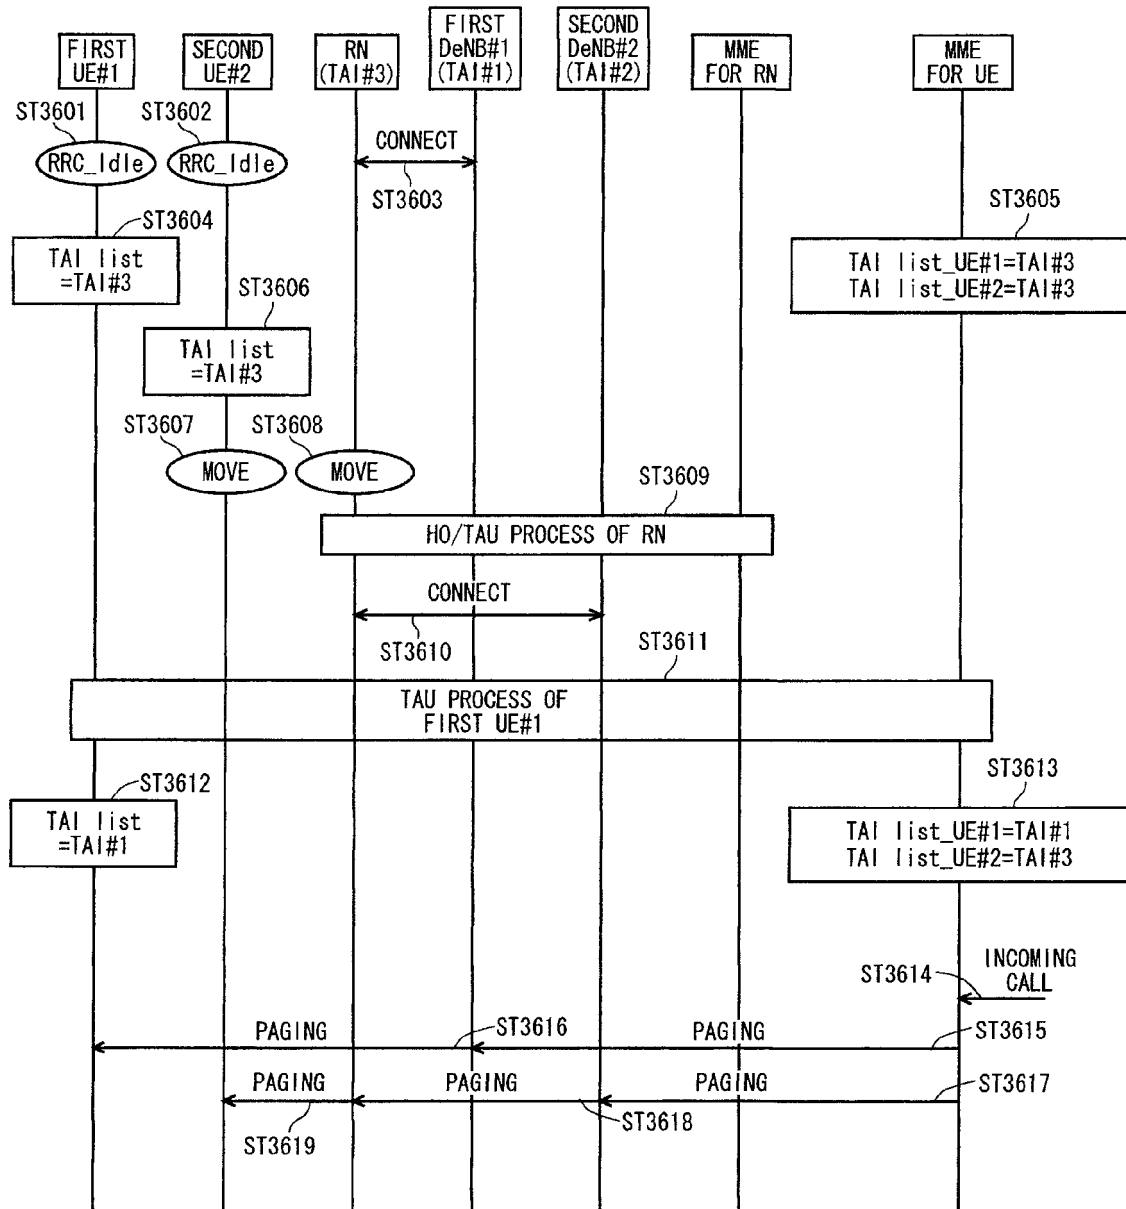 FIRST
UE#1
SECOND
UE#2
RN
(TAI#3)
FIRST
DeNB#1
(TAI#1)
SECOND
DeNB#2
(TAI#2)
MME
FOR RN
MME
FOR UE
ST3601
ST3602
RRC_Idle
RRC_Idle
CONNECT
ST3603
ST3604
ST3605
TAI list
=TAI#3
TAI list_UE#1=TAI#3
TAI list_UE#2=TAI#3
ST3606
TAI list
=TAI#3
ST3607
ST3608
MOVE
MOVE
ST3609
HO/TAU PROCESS OF RN
CONNECT
ST3610
ST3611
TAU PROCESS OF
FIRST UE#1
ST3612
ST3613
TAI list
=TAI#1
TAI list_UE#1=TAI#1
TAI list_UE#2=TAI#3
INCOMING
CALL
ST3614
PAGING
ST3616
PAGING
ST3615
PAGING
PAGING
PAGING
ST3617
ST3619
ST3618